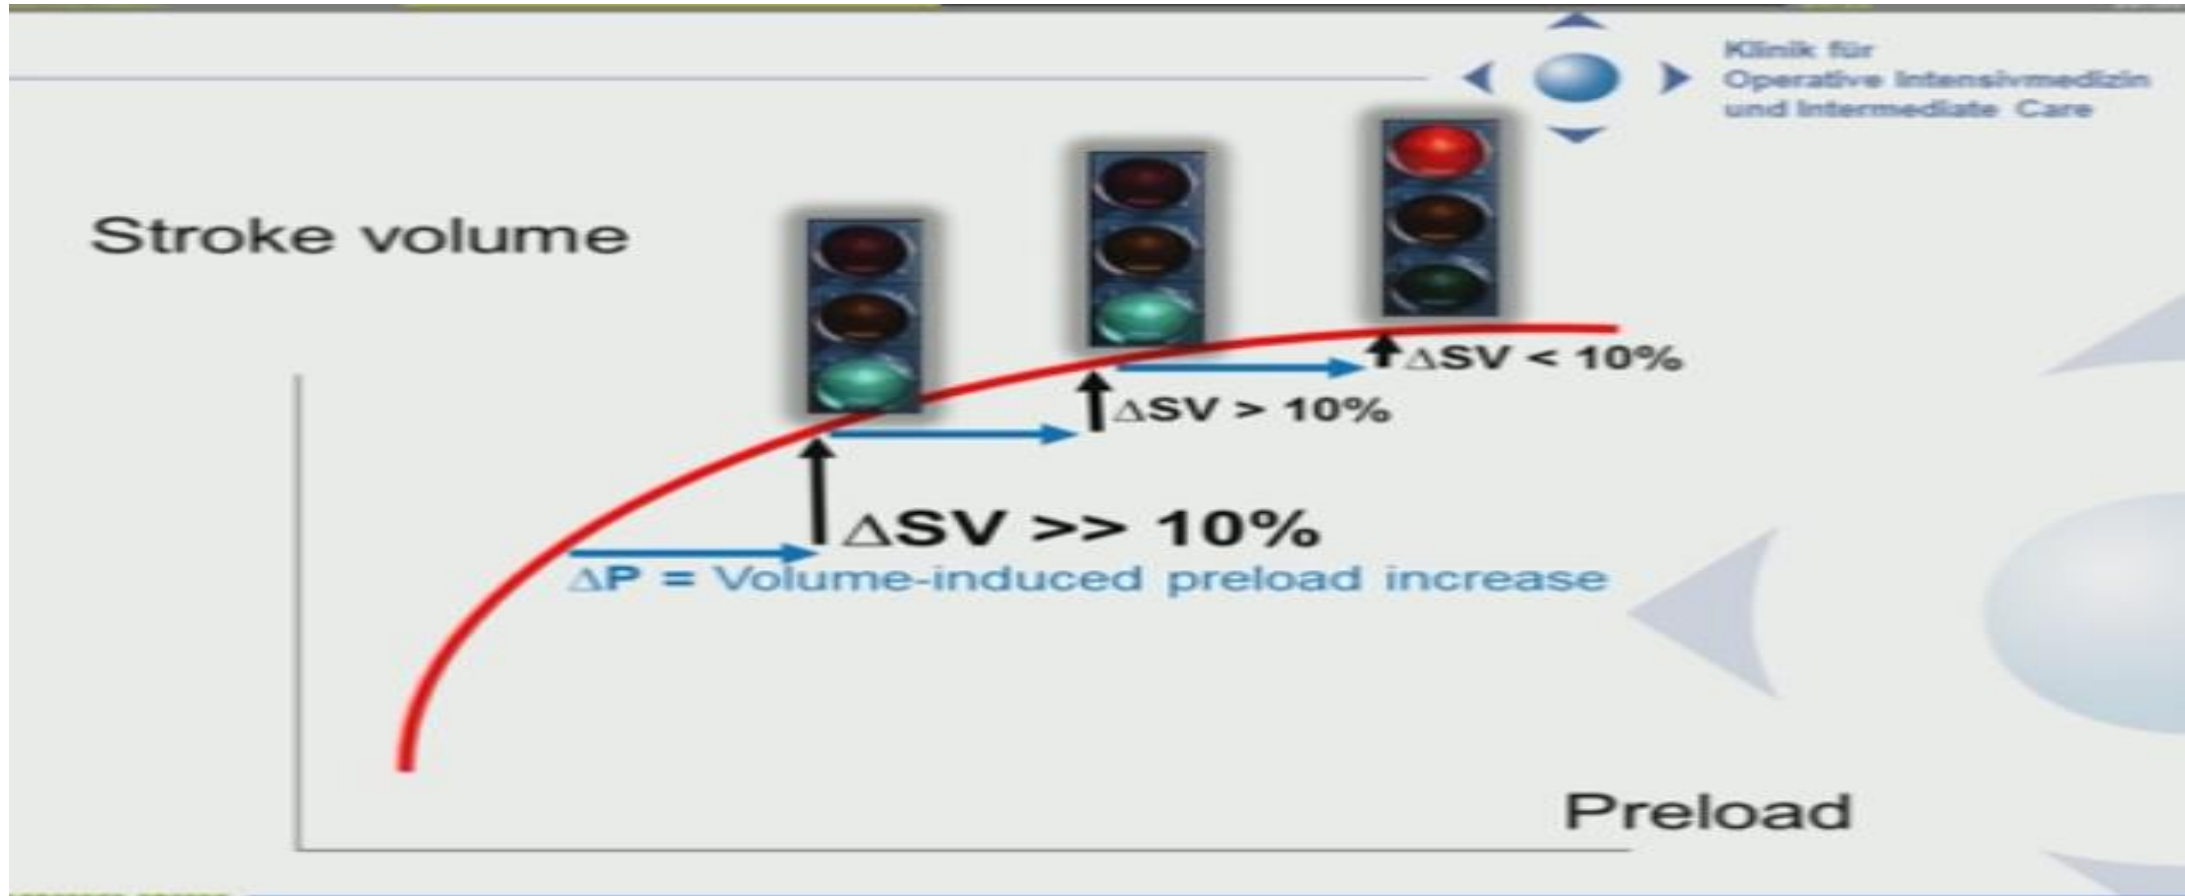 Klinik für
Operative Intensivmedizin
und Intermediate Care
Stroke volume
ΔSV < 10%
ΔSV > 10%
ΔSV >> 10%
ΔP = Volume-induced preload increase
Preload